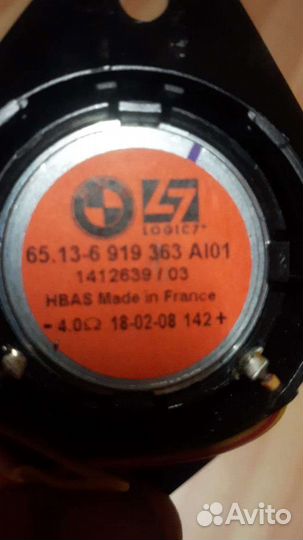 LOGIC7
65.13-6 919 363 AI01
1412639 / 03
HBAS Made in France
- 4.0Ω 18-02-08 142 +
Avito